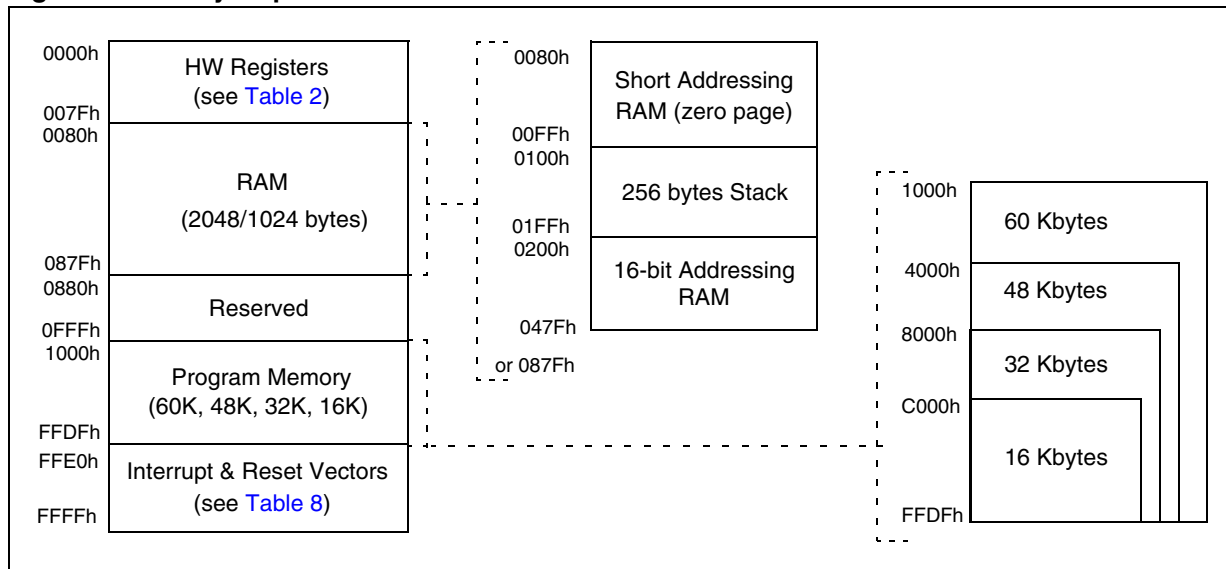 0000h
HW Registers
(see Table 2)
007Fh
0080h
RAM
(2048/1024 bytes)
087Fh
0880h
Reserved
0FFFh
1000h
Program Memory
(60K, 48K, 32K, 16K)
FFDFh
FFE0h
Interrupt & Reset Vectors
(see Table 8)
FFFFh
0080h
Short Addressing
RAM (zero page)
00FFh
0100h
256 bytes Stack
01FFh
0200h
16-bit Addressing
RAM
047Fh
or 087Fh
1000h
60 Kbytes
4000h
48 Kbytes
8000h
32 Kbytes
C000h
16 Kbytes
FFDFh